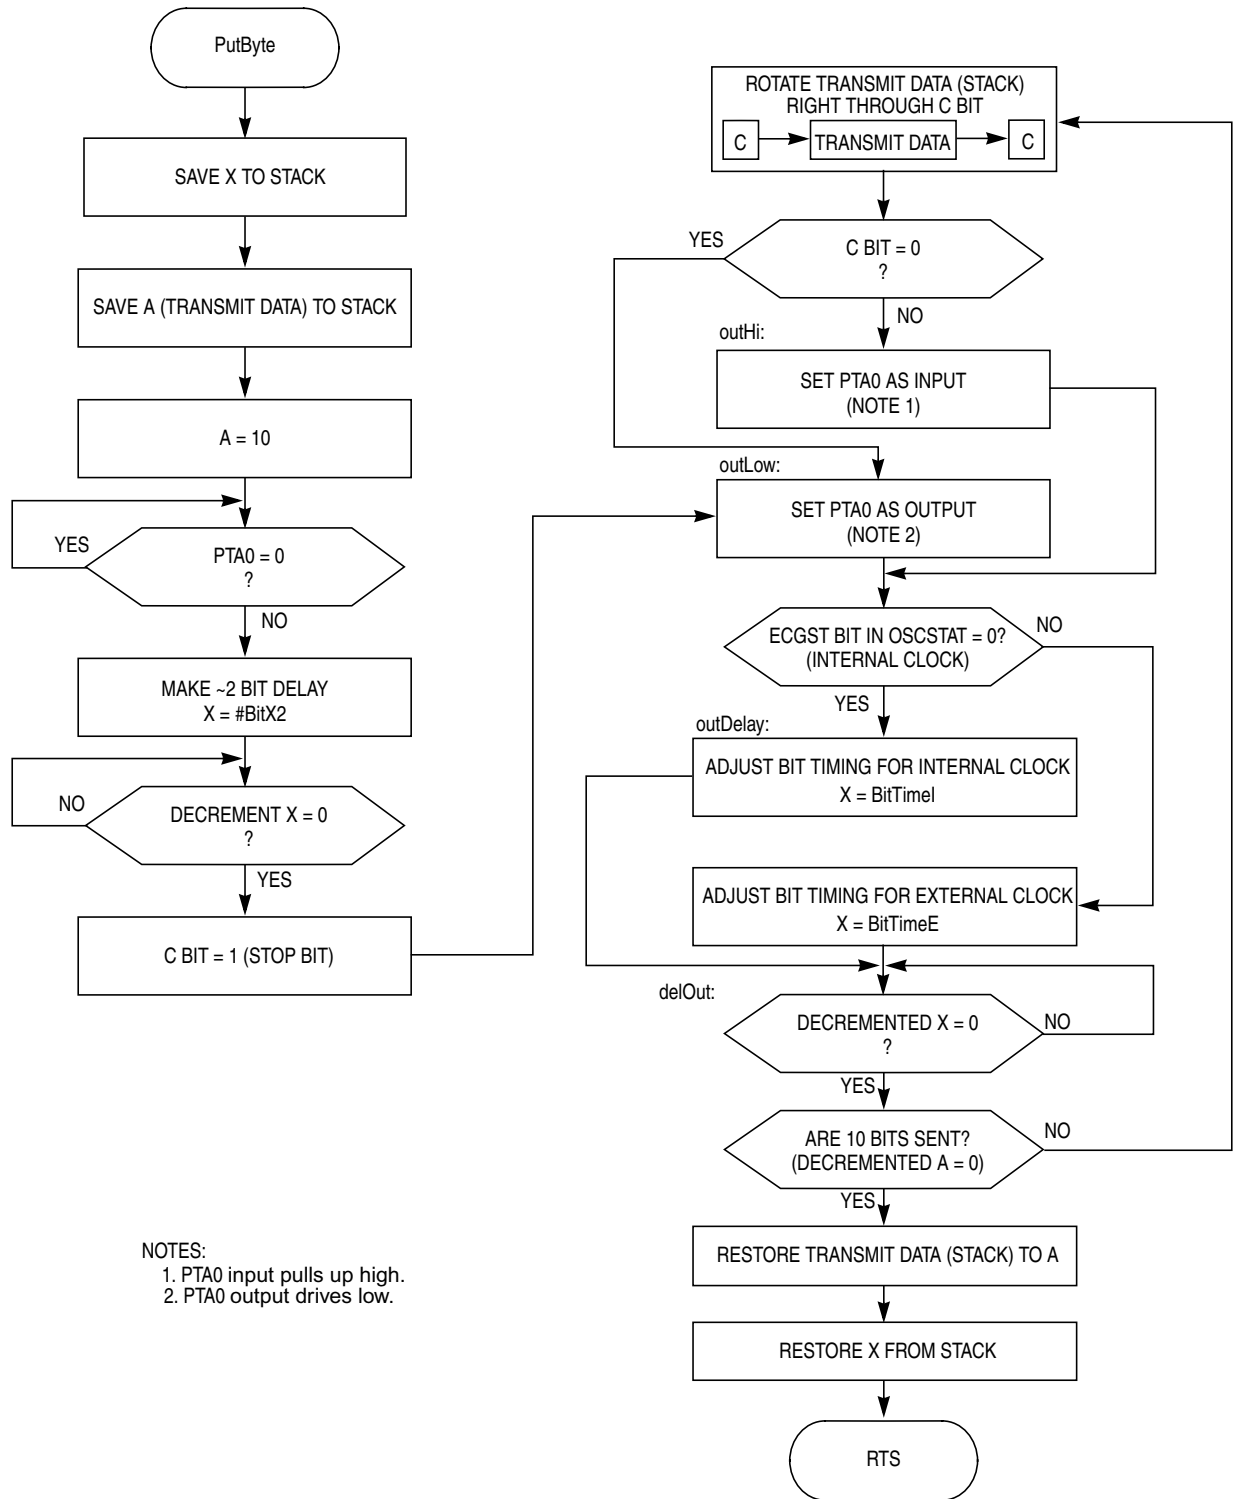 PutByte
SAVE X TO STACK
SAVE A (TRANSMIT DATA) TO STACK
A = 10
YES
PTA0 = 0
?
NO
MAKE ~2 BIT DELAY
X = #BitX2
NO
DECREMENT X = 0
?
YES
C BIT = 1 (STOP BIT)
ROTATE TRANSMIT DATA (STACK)
RIGHT THROUGH C BIT
C TRANSMIT DATA C
YES
C BIT = 0
?
NO
outHi:
SET PTA0 AS INPUT
(NOTE 1)
outLow:
SET PTA0 AS OUTPUT
(NOTE 2)
ECGST BIT IN OSCSTAT = 0?
(INTERNAL CLOCK)
NO
YES
outDelay:
ADJUST BIT TIMING FOR INTERNAL CLOCK
X = BitTimeI
ADJUST BIT TIMING FOR EXTERNAL CLOCK
X = BitTimeE
delOut:
DECREMENTED X = 0
?
NO
YES
ARE 10 BITS SENT?
(DECREMENTED A = 0)
NO
YES
RESTORE TRANSMIT DATA (STACK) TO A
RESTORE X FROM STACK
RTS
NOTES:
1. PTA0 input pulls up high.
2. PTA0 output drives low.